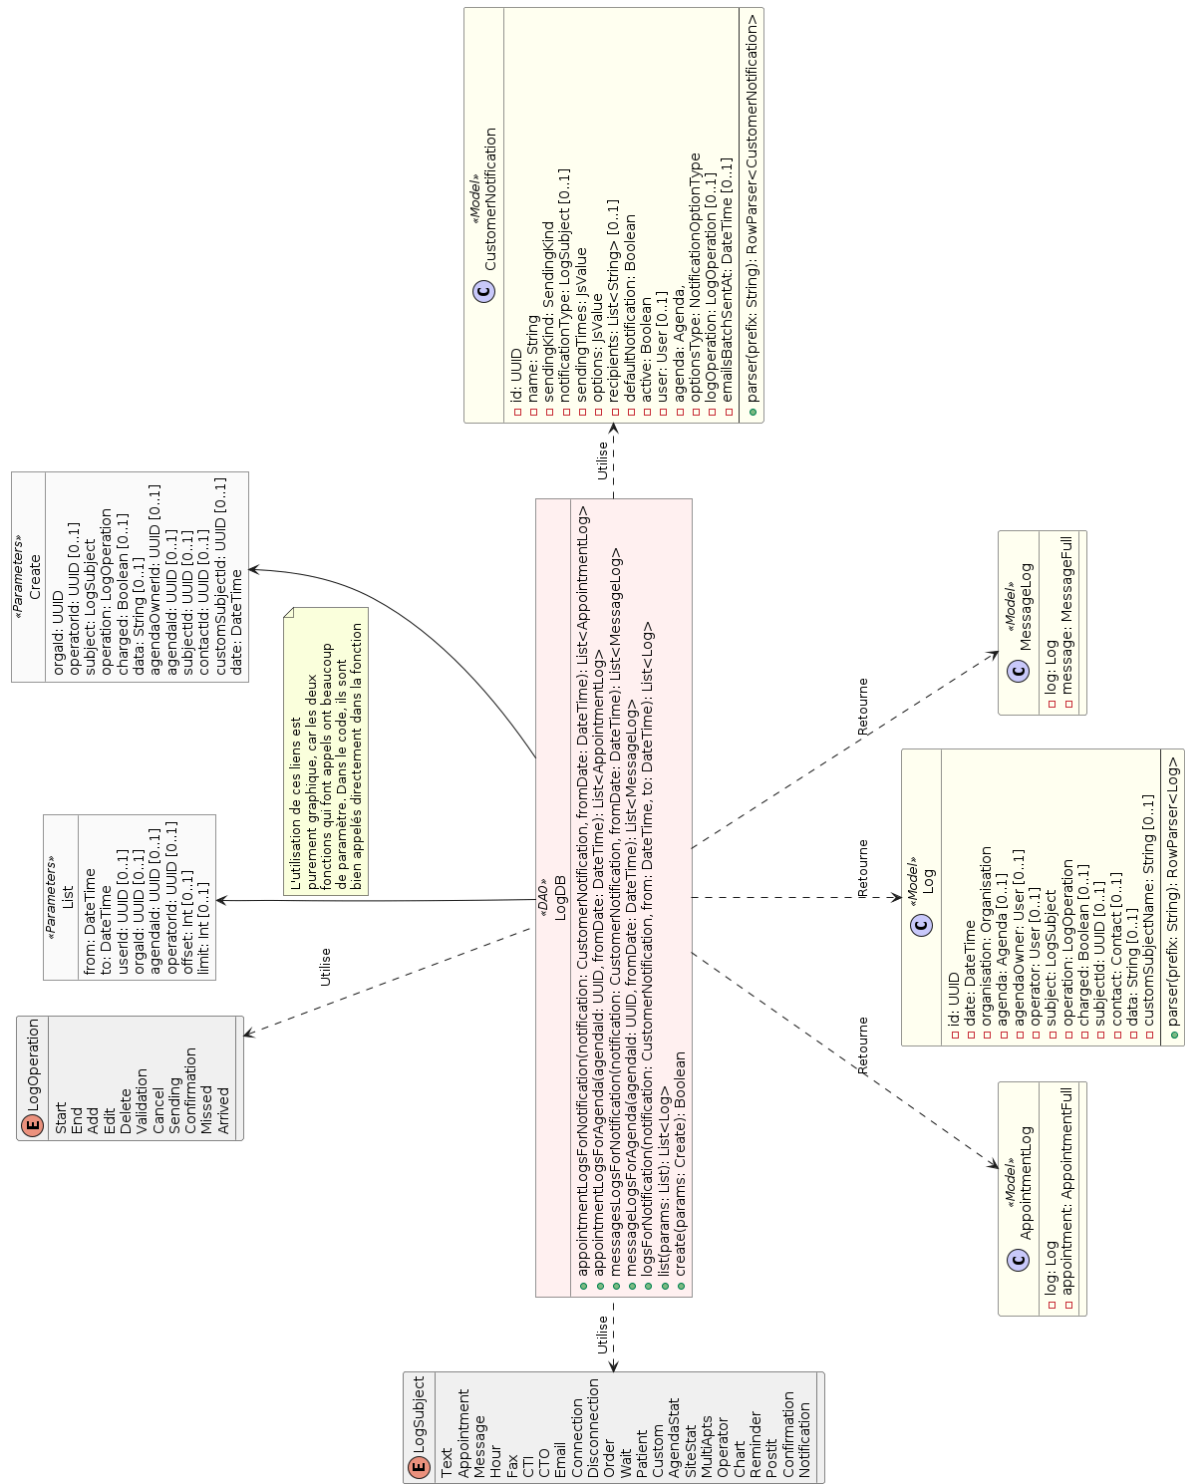 «Model»
CustomerNotification
id: UUID
name: String
sendingKind: SendingKind
notificationType: LogSubject [0..1]
sendingTimes: JsValue
options: JsValue
recipients: List<String> [0..1]
defaultNotification: Boolean
active: Boolean
user: User [0..1]
agenda: Agenda,
optionsType: NotificationOptionType
logOperation: LogOperation [0..1]
emailsBatchSentAt: DateTime [0..1]
parser(prefix: String): RowParser<CustomerNotification>
Utilise
«Parameters»
Create
orgaId: UUID
operatorId: UUID [0..1]
subject: LogSubject
operation: LogOperation
charged: Boolean [0..1]
data: String [0..1]
agendaOwnerId: UUID [0..1]
agendaId: UUID [0..1]
subjectId: UUID [0..1]
contactId: UUID [0..1]
customSubjectId: UUID [0..1]
date: DateTime
L'utilisation de ces liens est
purement graphique, car les deux
fonctions qui font appels ont beaucoup
de paramètre. Dans le code, ils sont
bien appelés directement dans la fonction
«Parameters»
List
from: DateTime
to: DateTime
userId: UUID [0..1]
orgaId: UUID [0..1]
agendaId: UUID [0..1]
operatorId: UUID [0..1]
offset: Int [0..1]
limit: Int [0..1]
Utilise
E LogOperation
Start
End
Add
Edit
Delete
Validation
Cancel
Sending
Confirmation
Missed
Arrived
«DAO»
LogDB
appointmentLogsForNotification(notification: CustomerNotification, fromDate: DateTime): List<AppointmentLog>
appointmentLogsForAgenda(agendaId: UUID, fromDate: DateTime): List<AppointmentLog>
messagesLogsForNotification(notification: CustomerNotification, fromDate: DateTime): List<MessageLog>
messageLogsForAgenda(agendaId: UUID, fromDate: DateTime): List<MessageLog>
logsForNotification(notification: CustomerNotification, from: DateTime, to: DateTime): List<Log>
list(params: List): List<Log>
create(params: Create): Boolean
Retourne
«Model»
C MessageLog
log: Log
message: MessageFull
Retourne
«Model»
C Log
id: UUID
date: DateTime
organisation: Organisation
agenda: Agenda [0..1]
agendaOwner: User [0..1]
operator: User [0..1]
subject: LogSubject
operation: LogOperation
charged: Boolean [0..1]
subjectId: UUID [0..1]
contact: Contact [0..1]
data: String [0..1]
customSubjectName: String [0..1]
parser(prefix: String): RowParser<Log>
Retourne
«Model»
C AppointmentLog
log: Log
appointment: AppointmentFull
Utilise
E LogSubject
Text
Appointment
Message
Hour
Fax
CTI
CTO
Email
Connection
Disconnection
Order
Wait
Patient
Custom
AgendaStat
SiteStat
MultiApts
Operator
Chart
Reminder
Postit
Confirmation
Notification